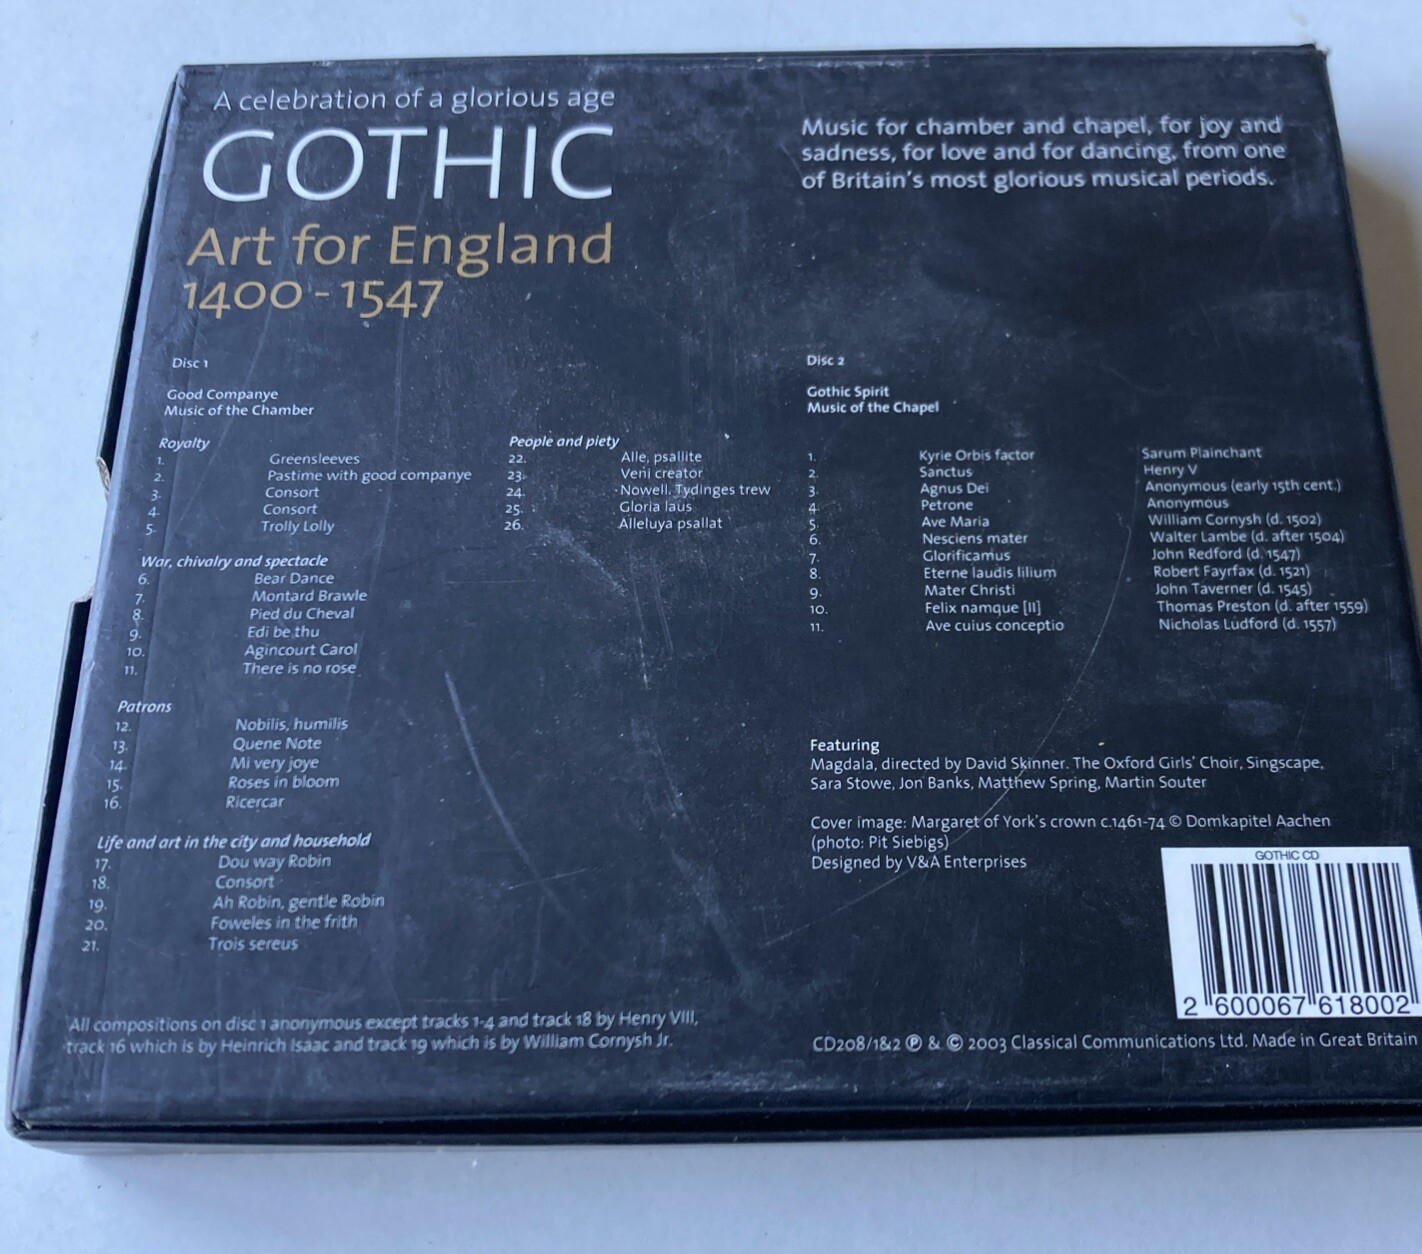 A celebration of a glorious age
GOTHIC
Art for England
1400-1547
Music for chamber and chapel, for joy and
sadness, for love and for dancing, from one
of Britain's most glorious musical periods.
Disc 1
Good Companye
Music of the Chamber
Royalty
1. Greensleeves
2. Pastime with good companye
3. Consort
4. Consort
5. Trolly Lolly
War, chivalry and spectacle
6. Bear Dance
7. Montard Brawle
8. Pied du Cheval
9. Edi be thu
10. Agincourt Carol
11. There is no rose
Patrons
12. Nobilis, humilis
13. Quene Note
14. Mi very joye
15. Roses in bloom
16. Ricercar
Life and art in the city and household
17. Dou way Robin
18. Consort
19. Ah Robin, gentle Robin
20. Foweles in the frith
21. Trois sereus
People and piety
22. Alle, psallite
23. Veni creator
24. Nowell. Tydinges trew
25. Gloria laus
26. Alleluya psallat
All compositions on disc 1 anonymous except tracks 1-4 and track 18 by Henry VIII,
track 16 which is by Heinrich Isaac and track 19 which is by William Cornysh Jr.
Disc 2
Gothic Spirit
Music of the Chapel
1. Kyrie Orbis factor Sarum Plainchant
2. Sanctus Henry V
3. Agnus Dei Anonymous (early 15th cent.)
4. Petrone Anonymous
5. Ave Maria William Cornysh (d. 1502)
6. Nesciens mater Walter Lambe (d. after 1504)
7. Glorificamus John Redford (d. 1547)
8. Eterne laudis lilium Robert Fayrfax (d. 1521)
9. Mater Christi John Taverner (d. 1545)
10. Felix namque [II] Thomas Preston (d. after 1559)
11. Ave cuius conceptio Nicholas Ludford (d. 1557)
Featuring
Magdala, directed by David Skinner. The Oxford Girls' Choir, Singscape,
Sara Stowe, Jon Banks, Matthew Spring, Martin Souter
Cover image: Margaret of York's crown c.1461-74 © Domkapitel Aachen
(photo: Pit Siebigs)
Designed by V&A Enterprises
GOTHIC CD
2 600067 618002
CD208/1&2 ℗ & © 2003 Classical Communications Ltd. Made in Great Britain